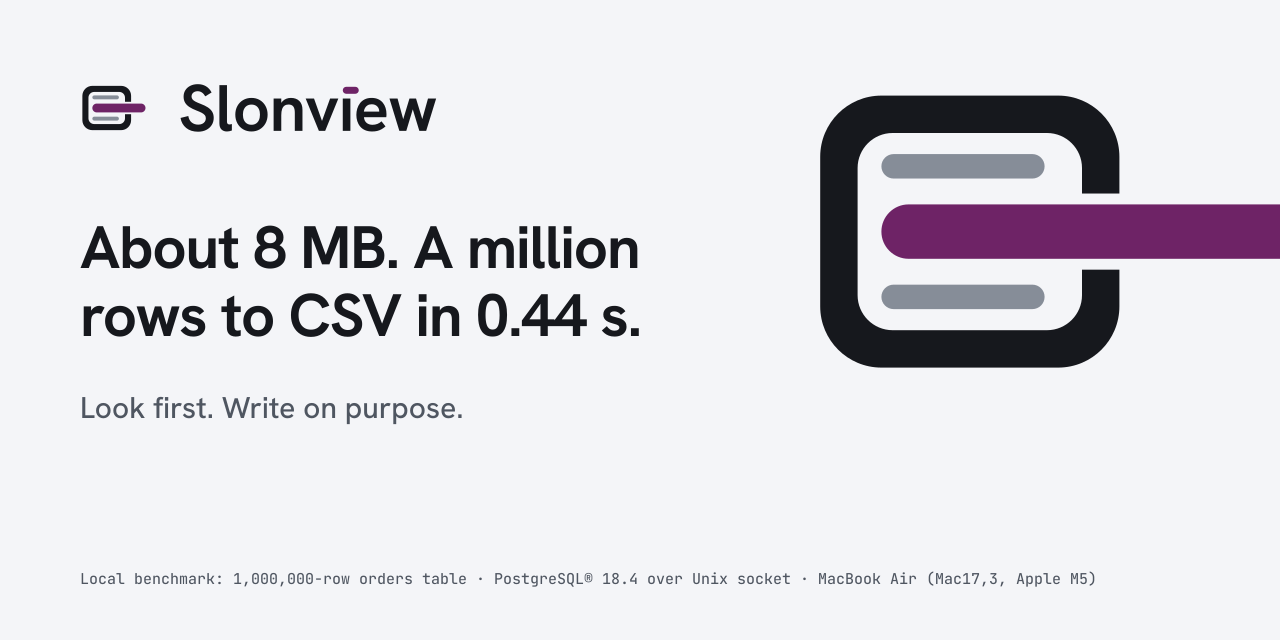 Slonvīew
About 8 MB. A million
rows to CSV in 0.44 s.
Look first. Write on purpose.
Local benchmark: 1,000,000-row orders table · PostgreSQL® 18.4 over Unix socket · MacBook Air (Mac17,3, Apple M5)